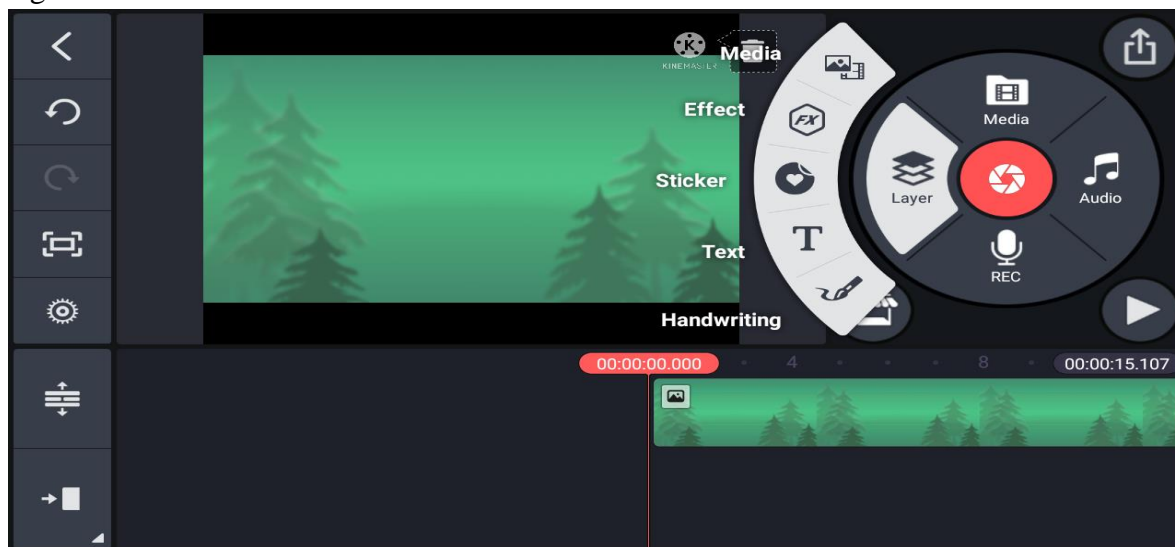 KINEMASTER
Media
Effect
Sticker
Text
Handwriting
FX
T
Media
Layer
Audio
REC
00:00:00.000
4
8
00:00:15.107